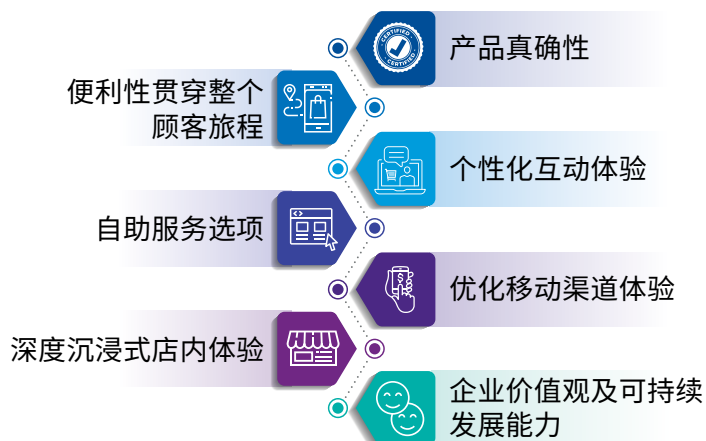 CERTIFIED
CERTIFIED
产品真确性
便利性贯穿整个
顾客旅程
个性化互动体验
自助服务选项
优化移动渠道体验
深度沉浸式店内体验
企业价值观及可持续
发展能力